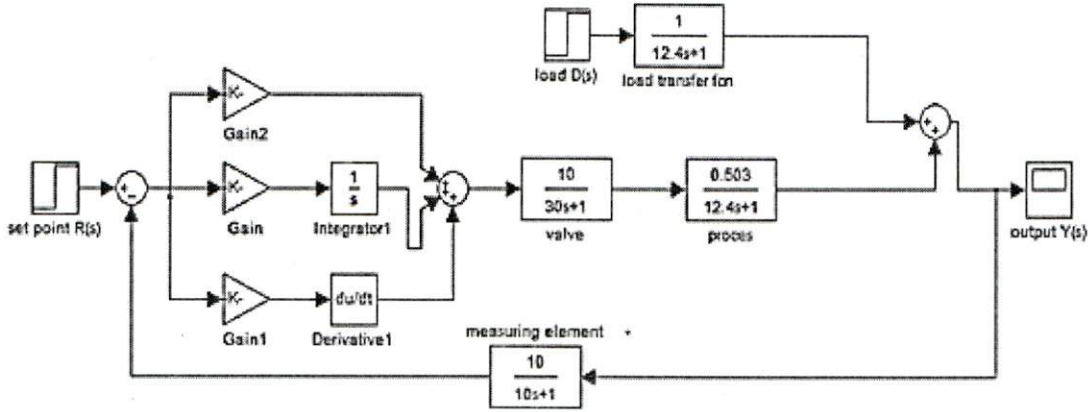 1
12.4s+1
load D(s)
load transfer fcn
K-
Gain2
set point R(s)
K-
Gain
1
s
Integrator1
10
30s+1
valve
0.503
12.4s+1
proces
output Y(s)
K-
Gain1
du/dt
Derivative1
measuring element
10
10s+1